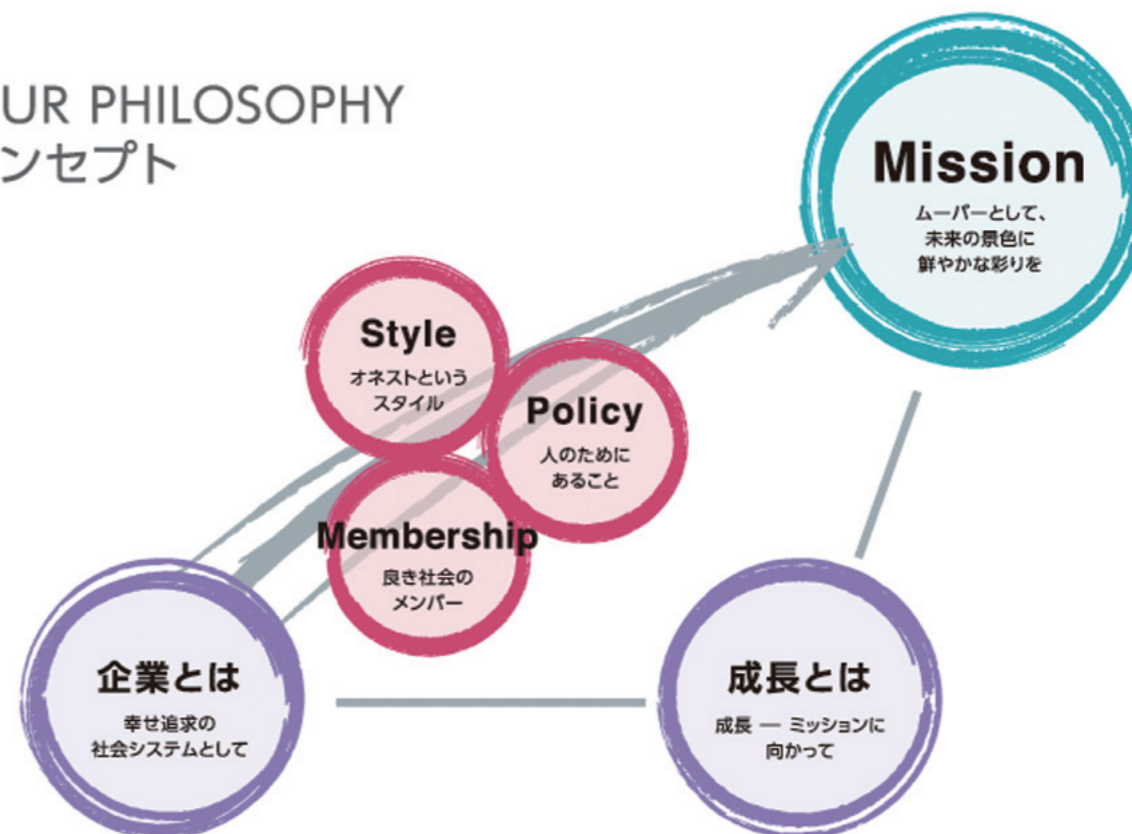 UR PHILOSOPHY
ンセプト
Mission
ムーバーとして、
未来の景色に
鮮やかな彩りを
Style
オネストという
スタイル
Policy
人のために
あること
Membership
良き社会の
メンバー
企業とは
幸せ追求の
社会システムとして
成長とは
成長 ― ミッションに
向かって